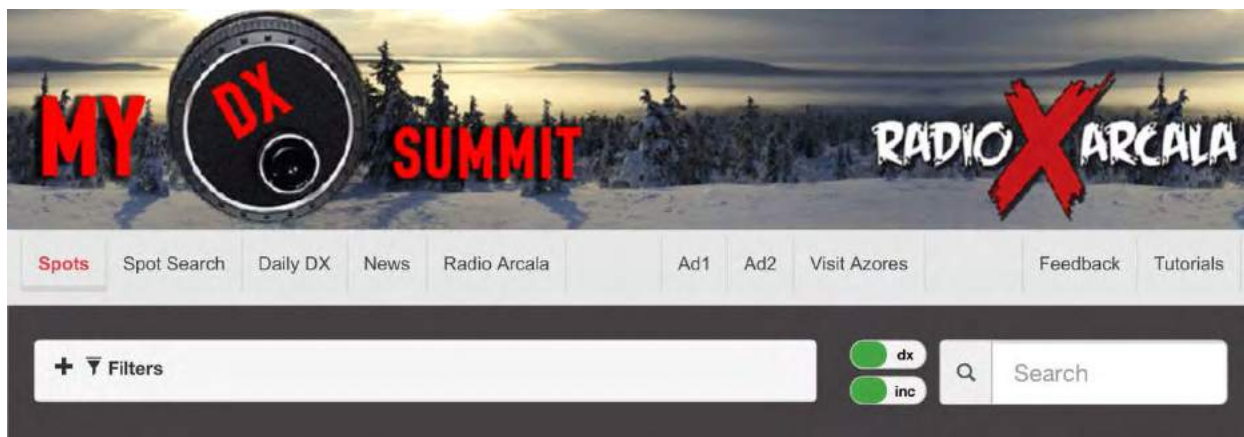 MY DX SUMMIT
RADIO X ARCALA
Spots Spot Search Daily DX News Radio Arcala Ad1 Ad2 Visit Azores Feedback Tutorials
Filters dx Search
inc